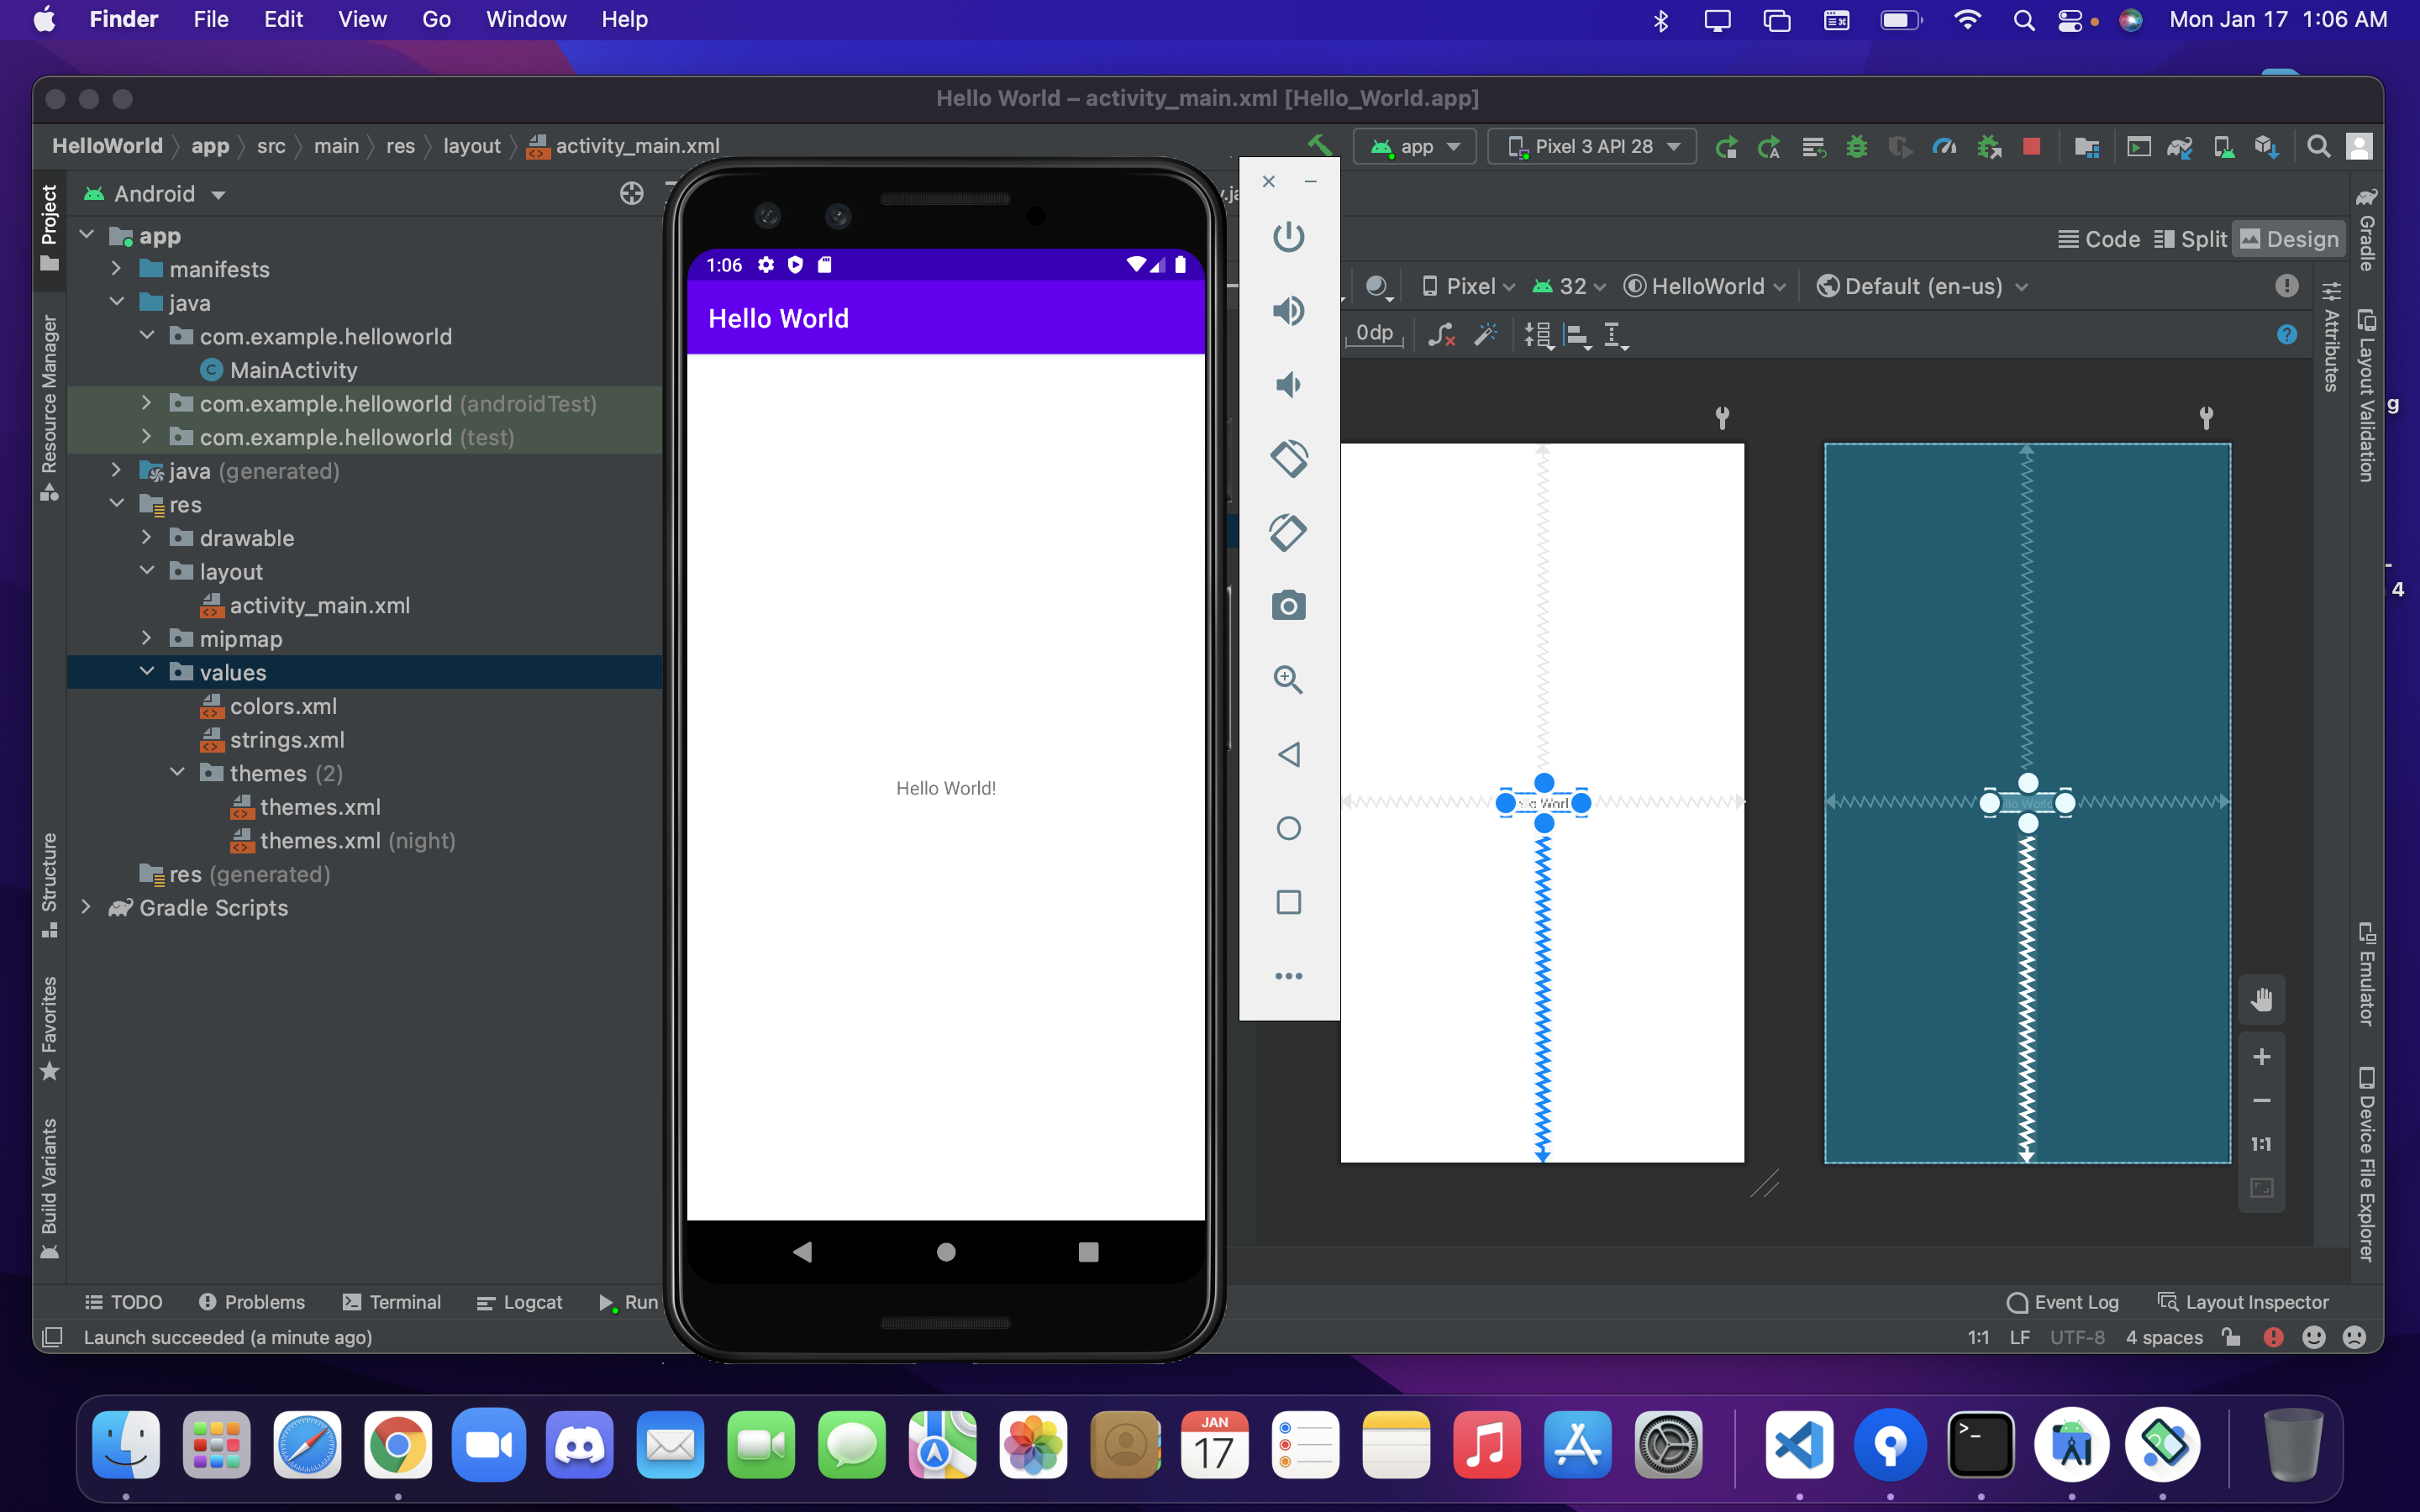 Finder File Edit View Go Window Help
Mon Jan 17 1:06 AM
Hello World – activity_main.xml [Hello_World.app]
HelloWorld app src main res layout activity_main.xml
app Pixel 3 API 28
Project
Android
Code Split Design
Gradle
app
manifests
java
com.example.helloworld
MainActivity
com.example.helloworld (androidTest)
com.example.helloworld (test)
java (generated)
res
drawable
layout
activity_main.xml
mipmap
values
colors.xml
strings.xml
themes (2)
themes.xml
themes.xml (night)
res (generated)
Gradle Scripts
Resource Manager
Structure
Favorites
Build Variants
1:06
Hello World
Hello World!
Pixel 32 HelloWorld Default (en-us)
0dp
Attributes
Layout Validation
g
4
1:1
Emulator
Device File Explorer
TODO Problems Terminal Logcat Run
Event Log Layout Inspector
Launch succeeded (a minute ago)
1:1 LF UTF-8 4 spaces
JAN
17